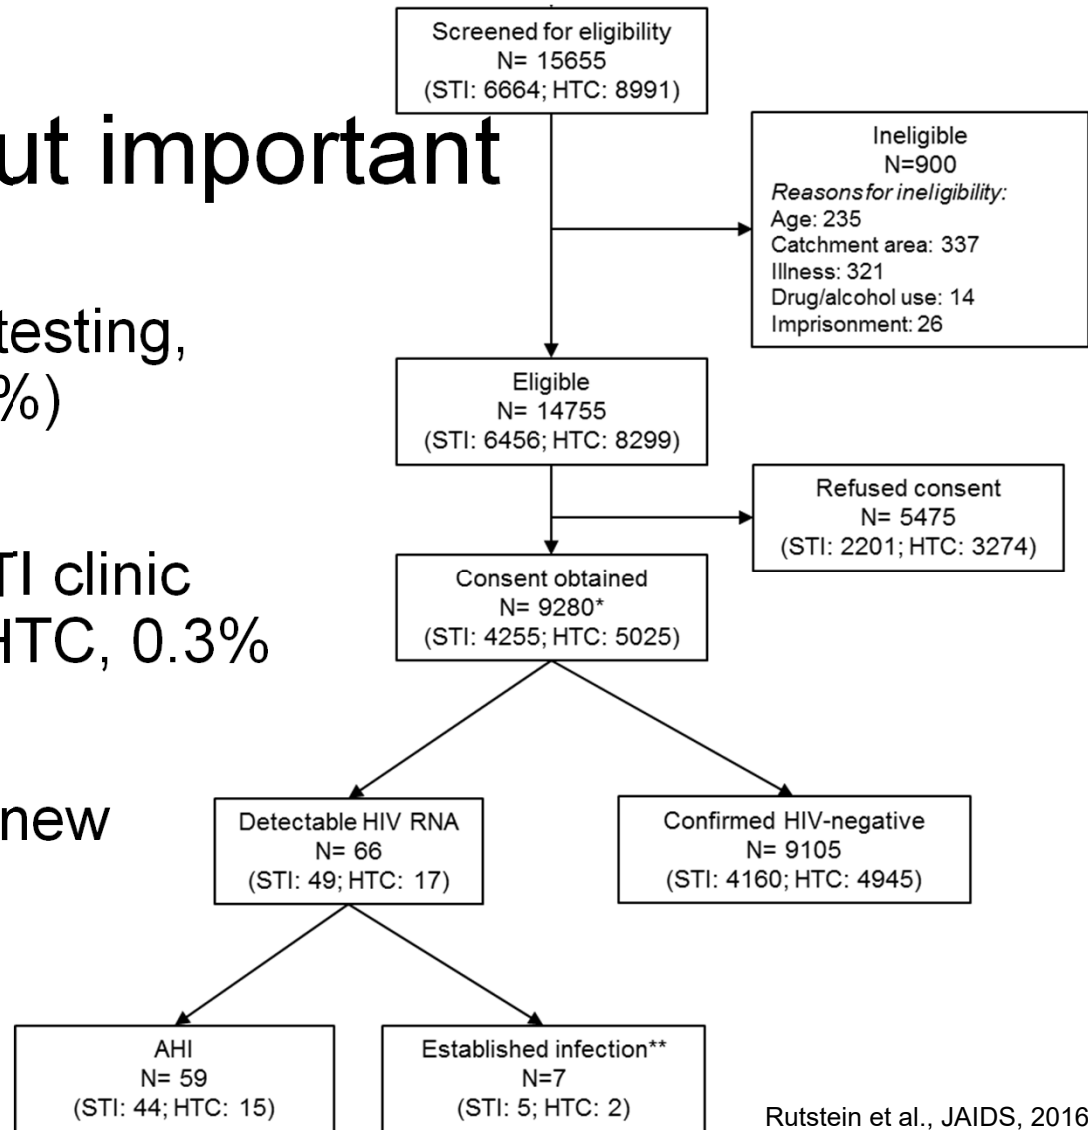 Screened for eligibility
N= 15655
(STI: 6664; HTC: 8991)
ut important
Ineligible
N=900
Reasons for ineligibility:
Age: 235
Catchment area: 337
Illness: 321
Drug/alcohol use: 14
Imprisonment: 26
testing,
%)
Eligible
N= 14755
(STI: 6456; HTC: 8299)
Refused consent
N= 5475
(STI: 2201; HTC: 3274)
TI clinic
HTC, 0.3%
Consent obtained
N= 9280*
(STI: 4255; HTC: 5025)
new
Detectable HIV RNA
N= 66
(STI: 49; HTC: 17)
Confirmed HIV-negative
N= 9105
(STI: 4160; HTC: 4945)
AHI
N= 59
(STI: 44; HTC: 15)
Established infection**
N=7
(STI: 5; HTC: 2)
Rutstein et al., JAIDS, 2016